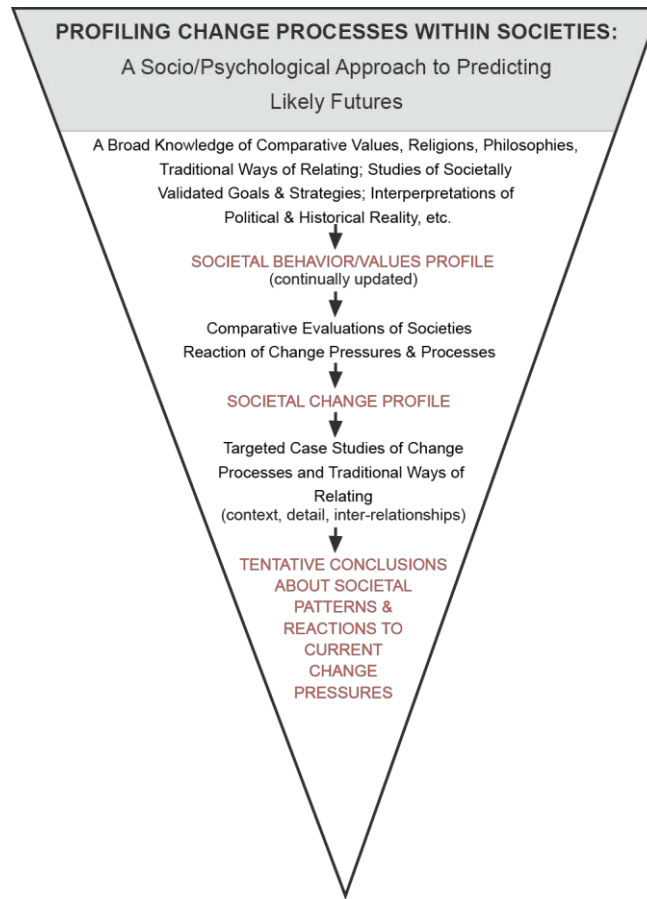 PROFILING CHANGE PROCESSES WITHIN SOCIETIES:
A Socio/Psychological Approach to Predicting
Likely Futures
A Broad Knowledge of Comparative Values, Religions, Philosophies,
Traditional Ways of Relating; Studies of Societally
Validated Goals & Strategies; Interperpretations of
Political & Historical Reality, etc.
SOCIETAL BEHAVIOR/VALUES PROFILE
(continually updated)
Comparative Evaluations of Societies
Reaction of Change Pressures & Processes
SOCIETAL CHANGE PROFILE
Targeted Case Studies of Change
Processes and Traditional Ways of
Relating
(context, detail, inter-relationships)
TENTATIVE CONCLUSIONS
ABOUT SOCIETAL
PATTERNS &
REACTIONS TO
CURRENT
CHANGE
PRESSURES